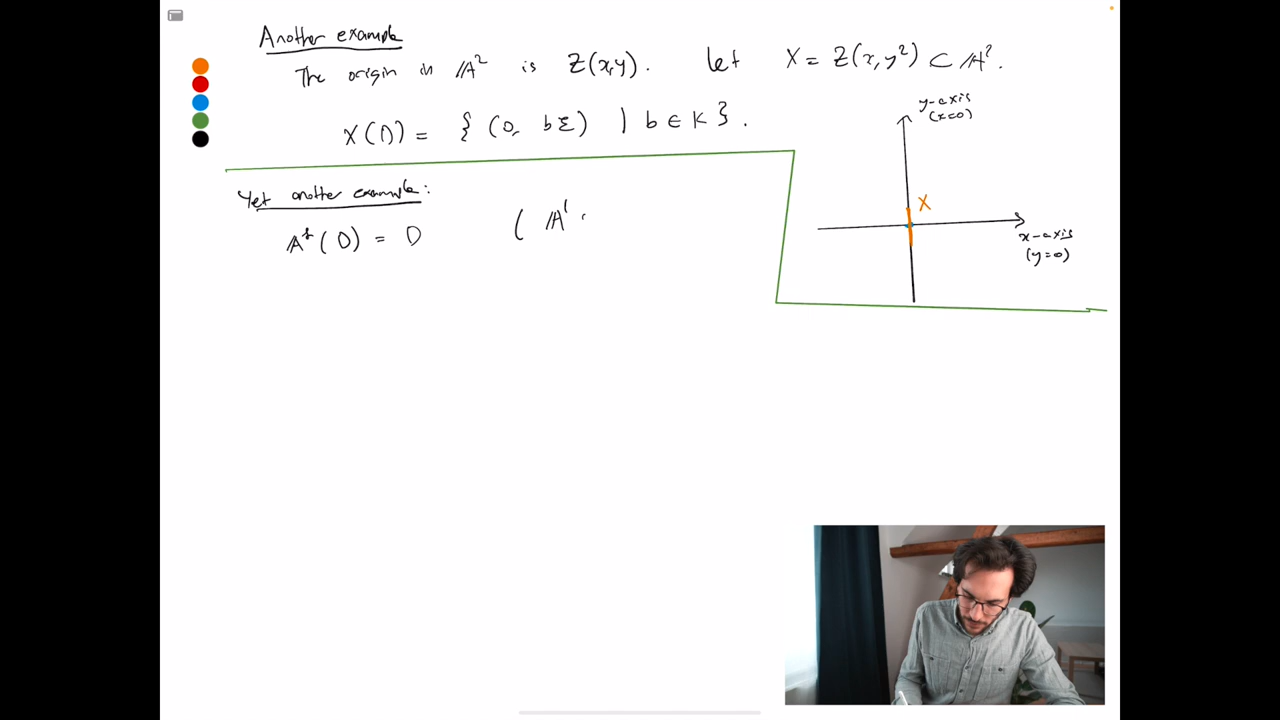 Another example
The origin in 𝔸² is Z(x,y). Let X = Z(x, y²) ⊂ 𝔸².
X(D) = { (0, bε) | b ∈ K }.
y-axis
(x=0)
X
x-axis
(y=0)
Yet another example:
𝔸¹(D) = D ( 𝔸¹